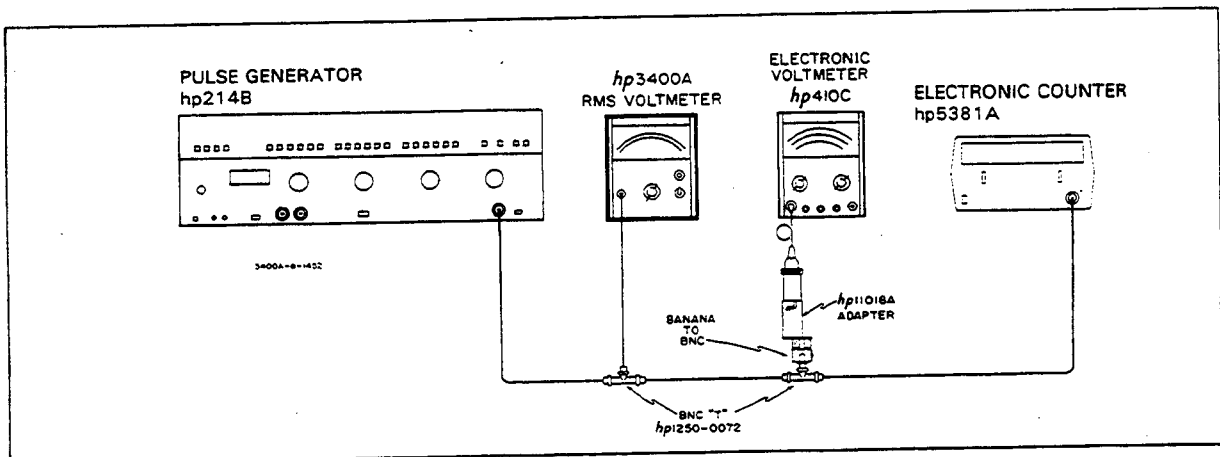 PULSE GENERATOR
hp214B
hp3400A
RMS VOLTMETER
ELECTRONIC
VOLTMETER
hp410C
ELECTRONIC COUNTER
hp5381A
3400A-B-1452
hp11018A
ADAPTER
BANANA
TO
BNC
BNC "T"
hp1250-0072